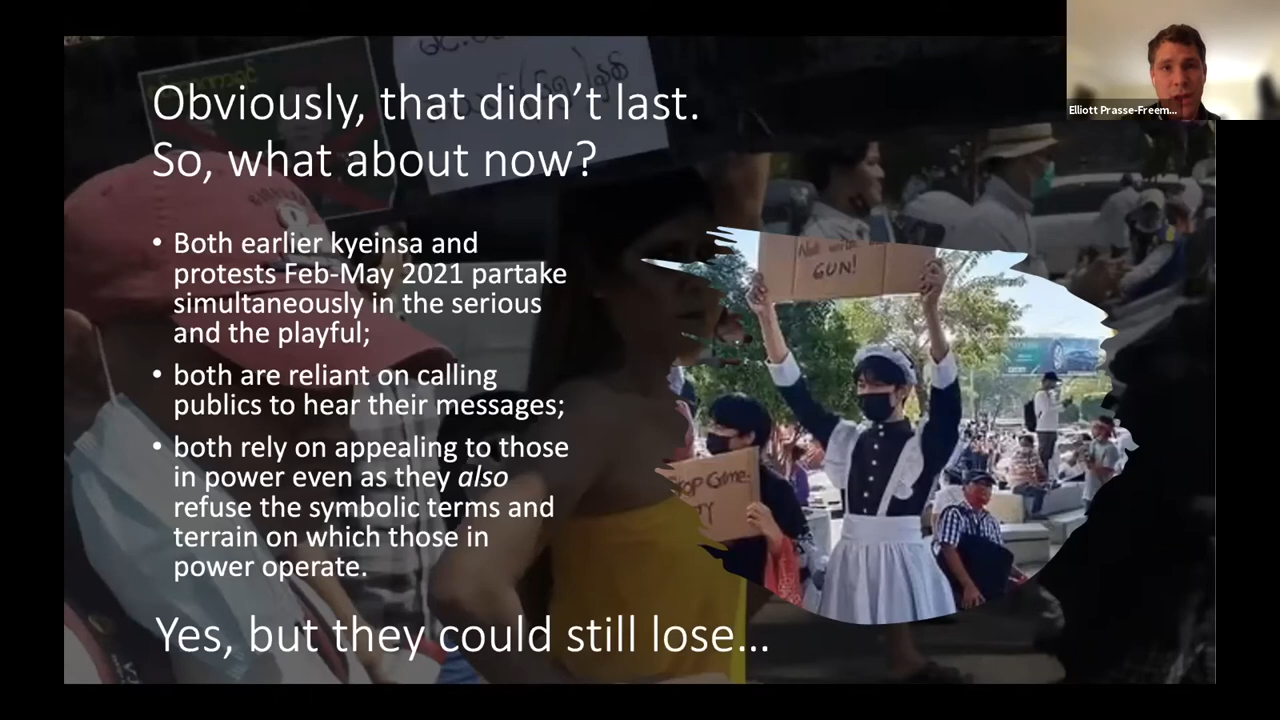 Elliott Prasse-Freem...
Obviously, that didn’t last.
So, what about now?
• Both earlier kyeinsa and
protests Feb-May 2021 partake
simultaneously in the serious
and the playful;
• both are reliant on calling
publics to hear their messages;
• both rely on appealing to those
in power even as they also
refuse the symbolic terms and
terrain on which those in
power operate.
GUN!
Yes, but they could still lose...